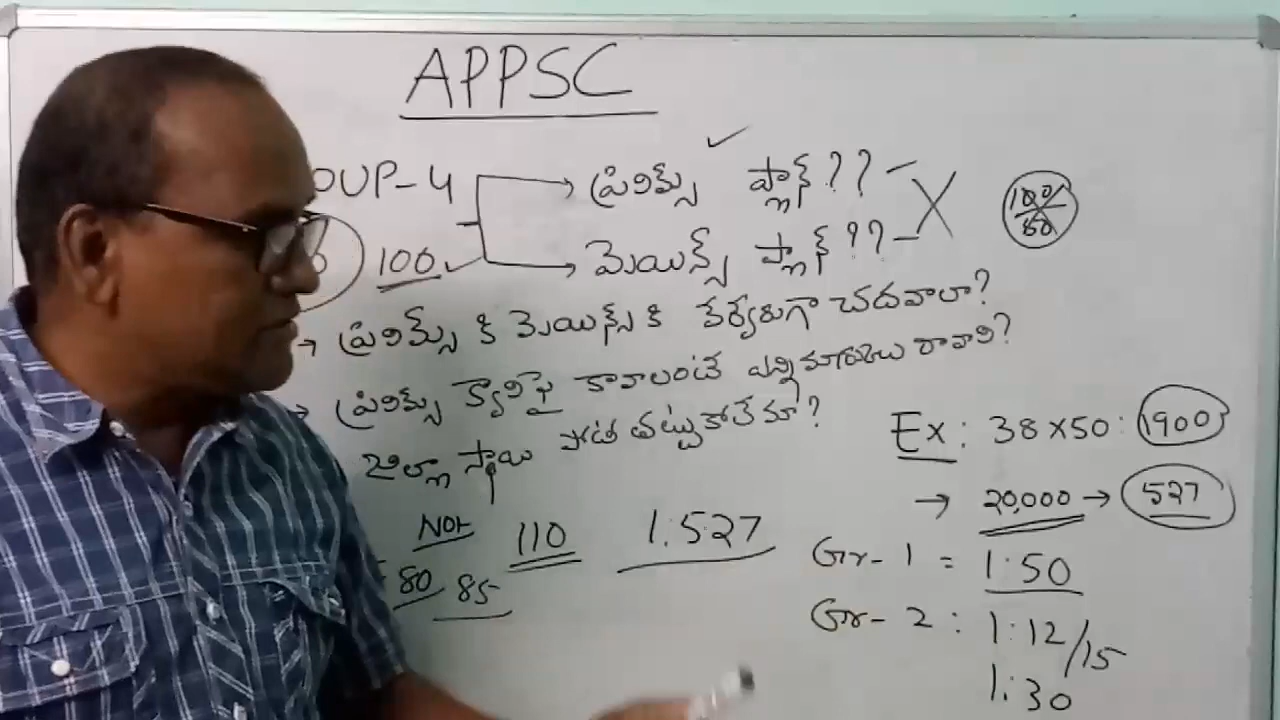 APPSC
OUP-4
ప్రిలిమ్స్ ప్లాన్??
100
మెయిన్స్ ప్లాన్??
100
50
→ ప్రిలిమ్స్ కి మెయిన్స్ కి వేర్వేరుగా చదవాలా?
→ ప్రిలిమ్స్ క్వాలిఫై కావాలంటే ఎన్ని మార్కులు రావాలి?
జిల్లా స్థాయి పోటీ తట్టుకోలేమా?
Ex: 38×50: 1900
→ 20,000 → 527
Not 110 1:527
80 85
Gr-1 = 1:50
Gr-2: 1:12/15
1:30